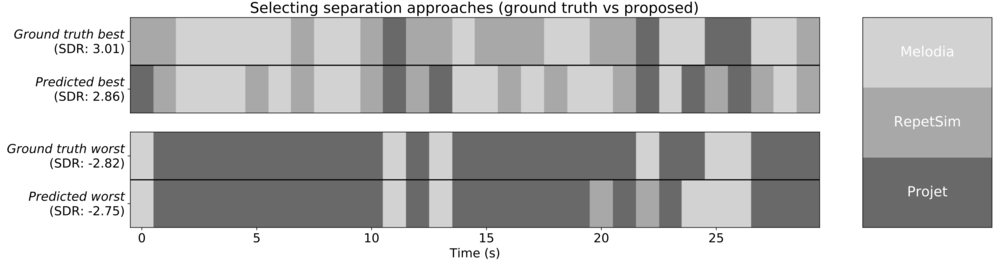 Selecting separation approaches (ground truth vs proposed)
Ground truth best
(SDR: 3.01)
Predicted best
(SDR: 2.86)
Ground truth worst
(SDR: -2.82)
Predicted worst
(SDR: -2.75)
0 5 10 15 20 25
Time (s)
Melodia
RepetSim
Projet